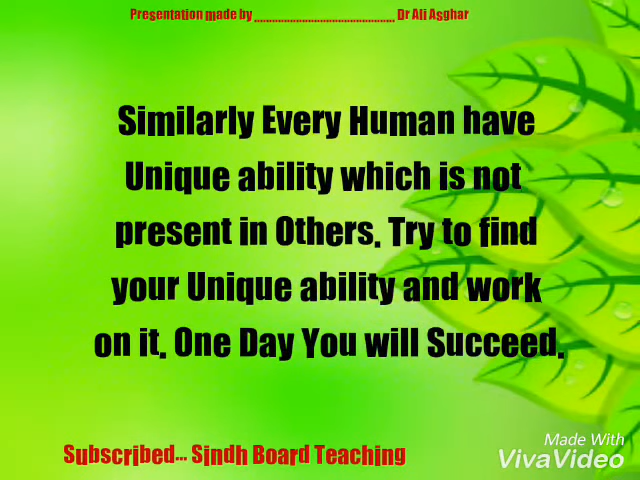 Presentation made by ................................................ Dr Ali Asghar
Similarly Every Human have
Unique ability which is not
present in Others. Try to find
your Unique ability and work
on it. One Day You will Succeed.
Subscribed... Sindh Board Teaching
Made With
VivaVideo